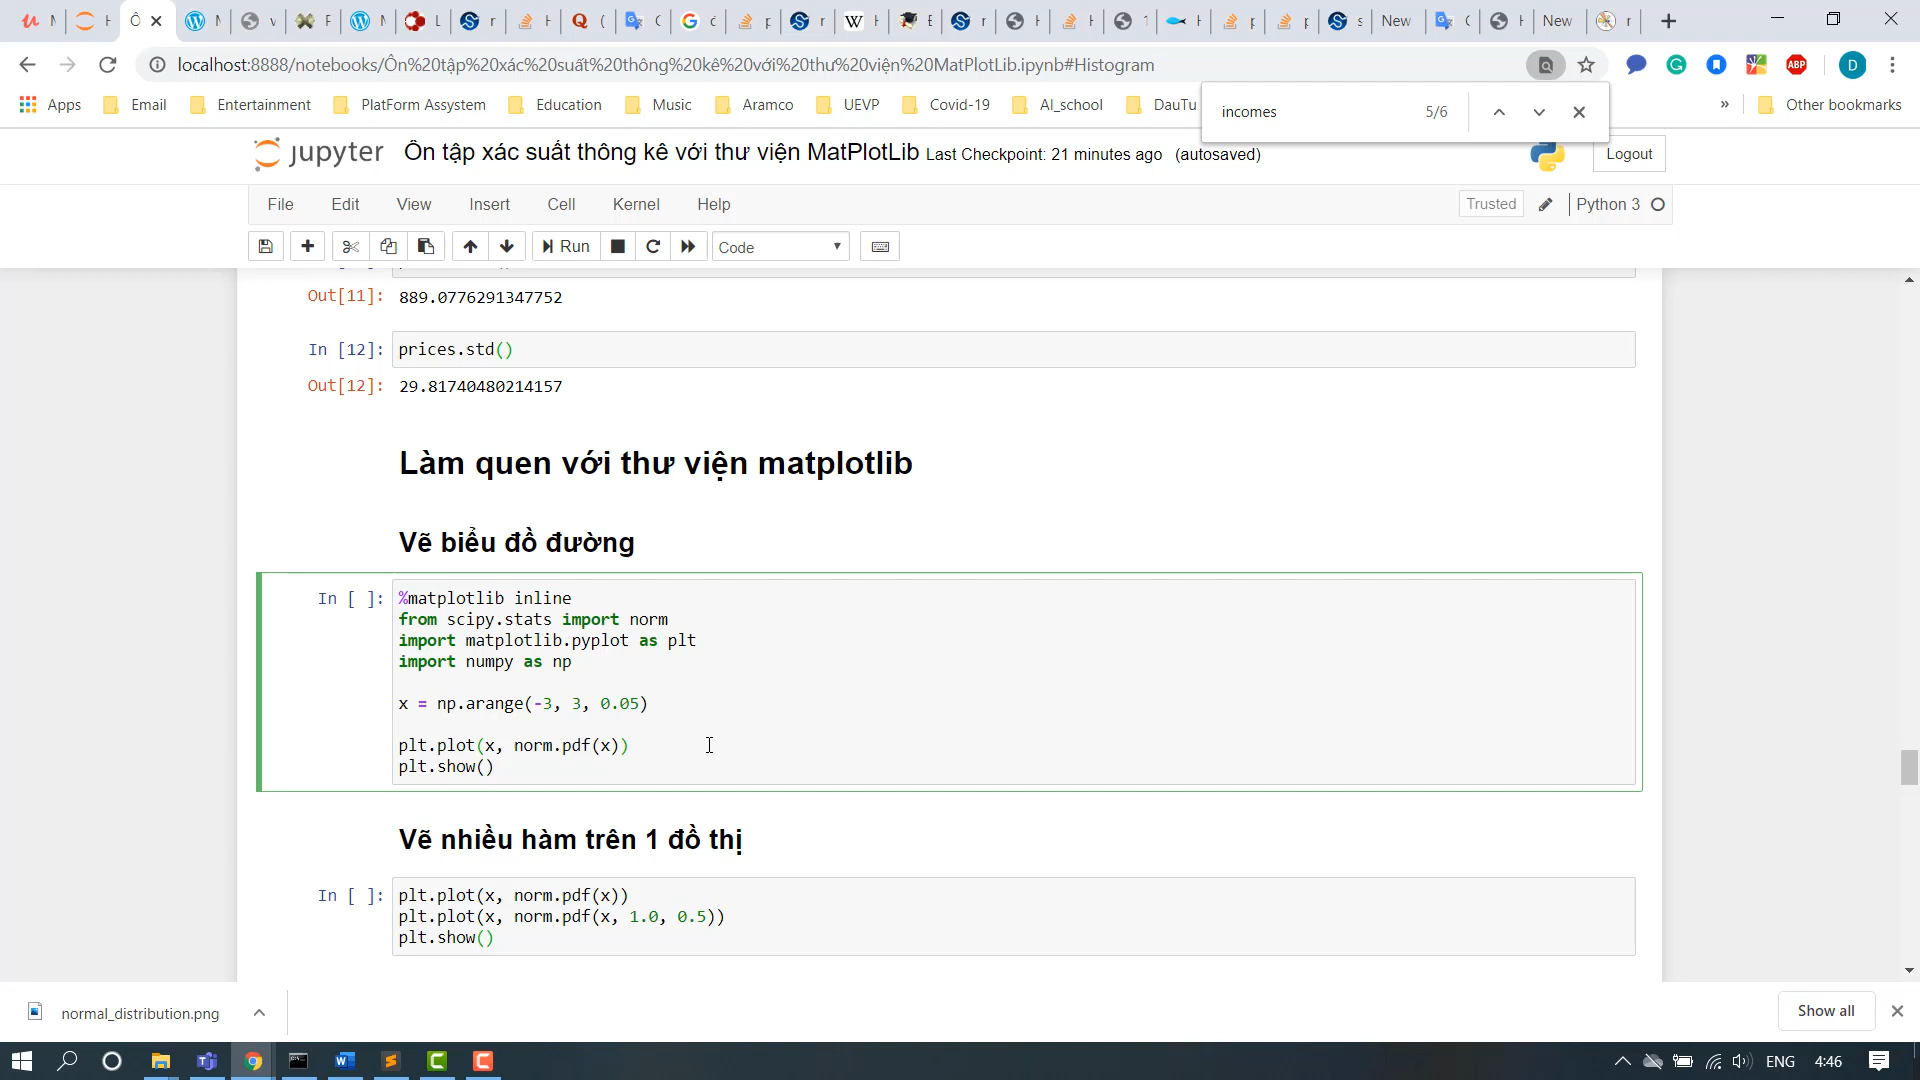 localhost:8888/notebooks/Ôn%20tập%20xác%20suất%20thông%20kê%20với%20thư%20viện%20MatPlotLib.ipynb#Histogram
Apps Email Entertainment PlatForm Assystem Education Music Aramco UEVP Covid-19 AI_school DauTu » Other bookmarks
incomes 5/6
jupyter Ôn tập xác suất thông kê với thư viện MatPlotLib Last Checkpoint: 21 minutes ago (autosaved)
Logout
File Edit View Insert Cell Kernel Help
Trusted Python 3
Run Code
Out[11]: 889.0776291347752
In [12]: prices.std()
Out[12]: 29.81740480214157
Làm quen với thư viện matplotlib
Vẽ biểu đồ đường
In [ ]: %matplotlib inline
from scipy.stats import norm
import matplotlib.pyplot as plt
import numpy as np
x = np.arange(-3, 3, 0.05)
plt.plot(x, norm.pdf(x))
plt.show()
Vẽ nhiều hàm trên 1 đồ thị
In [ ]: plt.plot(x, norm.pdf(x))
plt.plot(x, norm.pdf(x, 1.0, 0.5))
plt.show()
normal_distribution.png
Show all
ENG 4:46